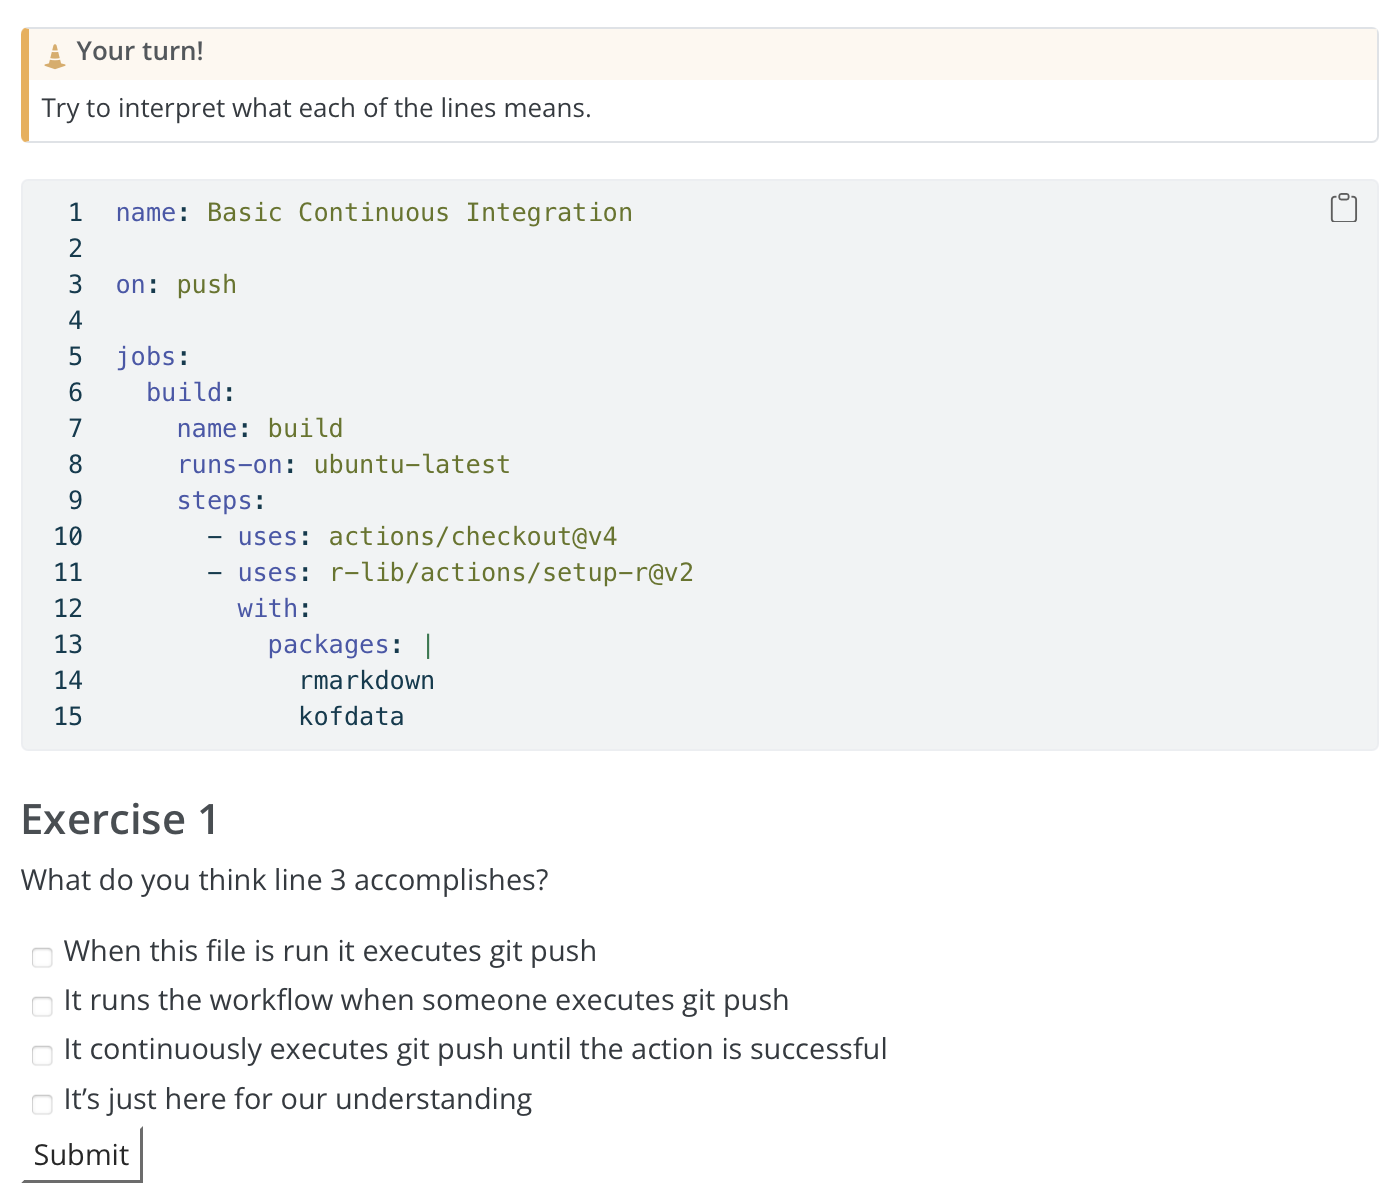 Your turn!
Try to interpret what each of the lines means.
1 name: Basic Continuous Integration
2
3 on: push
4
5 jobs:
6   build:
7     name: build
8     runs-on: ubuntu-latest
9     steps:
10       - uses: actions/checkout@v4
11       - uses: r-lib/actions/setup-r@v2
12         with:
13           packages: |
14             rmarkdown
15             kofdata
Exercise 1
What do you think line 3 accomplishes?
When this file is run it executes git push
It runs the workflow when someone executes git push
It continuously executes git push until the action is successful
It’s just here for our understanding
Submit